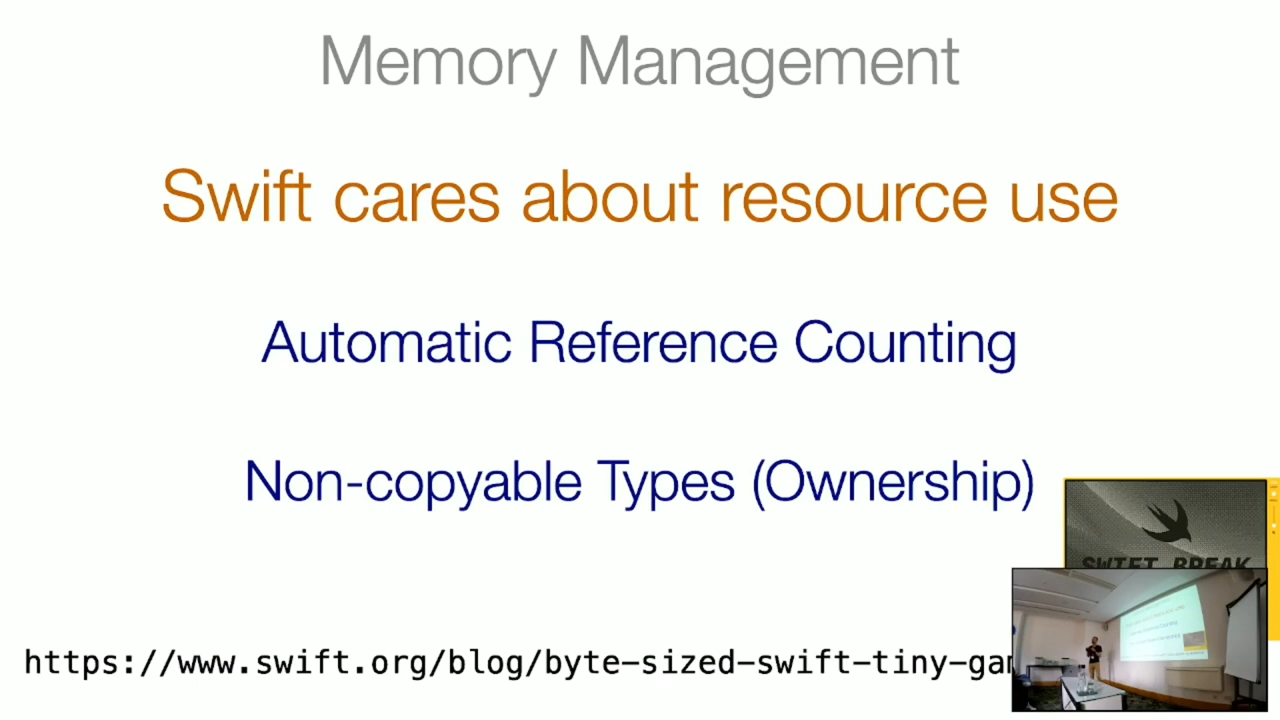 Memory Management
Swift cares about resource use
Automatic Reference Counting
Non-copyable Types (Ownership)
SWIFT BREAK
https://www.swift.org/blog/byte-sized-swift-tiny-gam